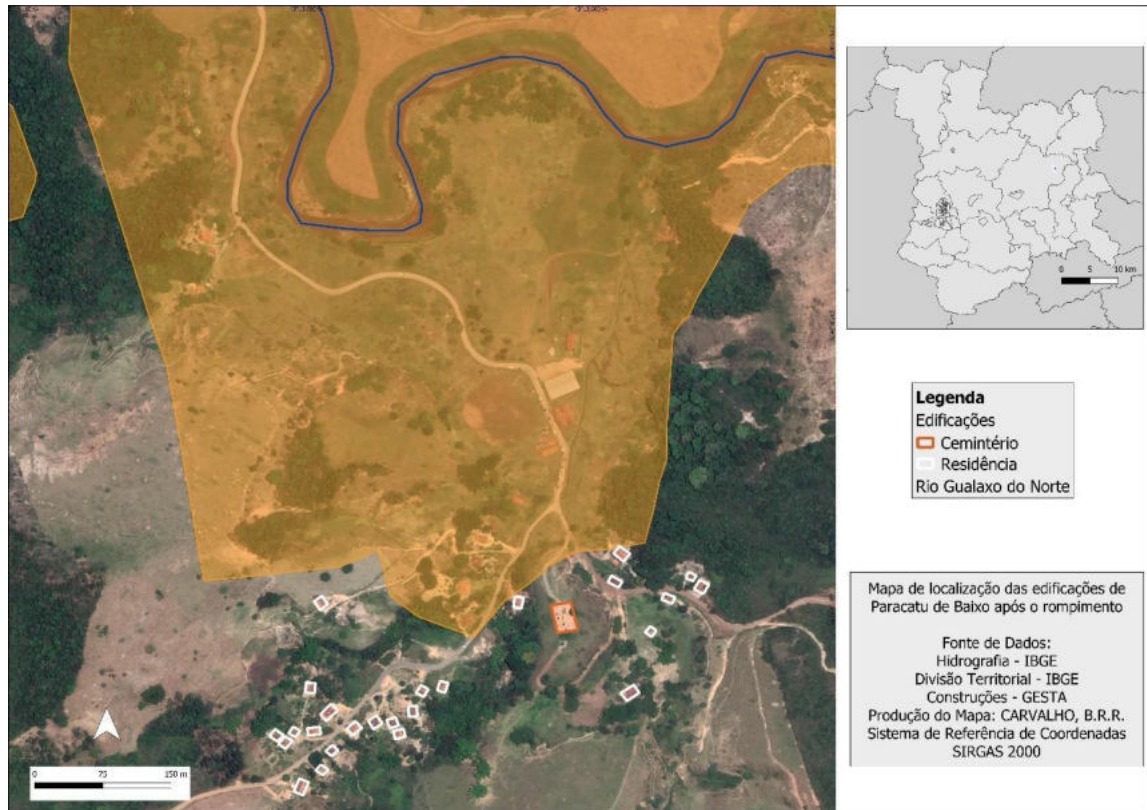 0 5 10 km
Legenda
Edificações
Cemintério
Residência
Rio Gualaxo do Norte
Mapa de localização das edificações de
Paracatu de Baixo após o rompimento
Fonte de Dados:
Hidrografia - IBGE
Divisão Territorial - IBGE
Construções - GESTA
Produção do Mapa: CARVALHO, B.R.R.
Sistema de Referência de Coordenadas
SIRGAS 2000
0 75 150 m